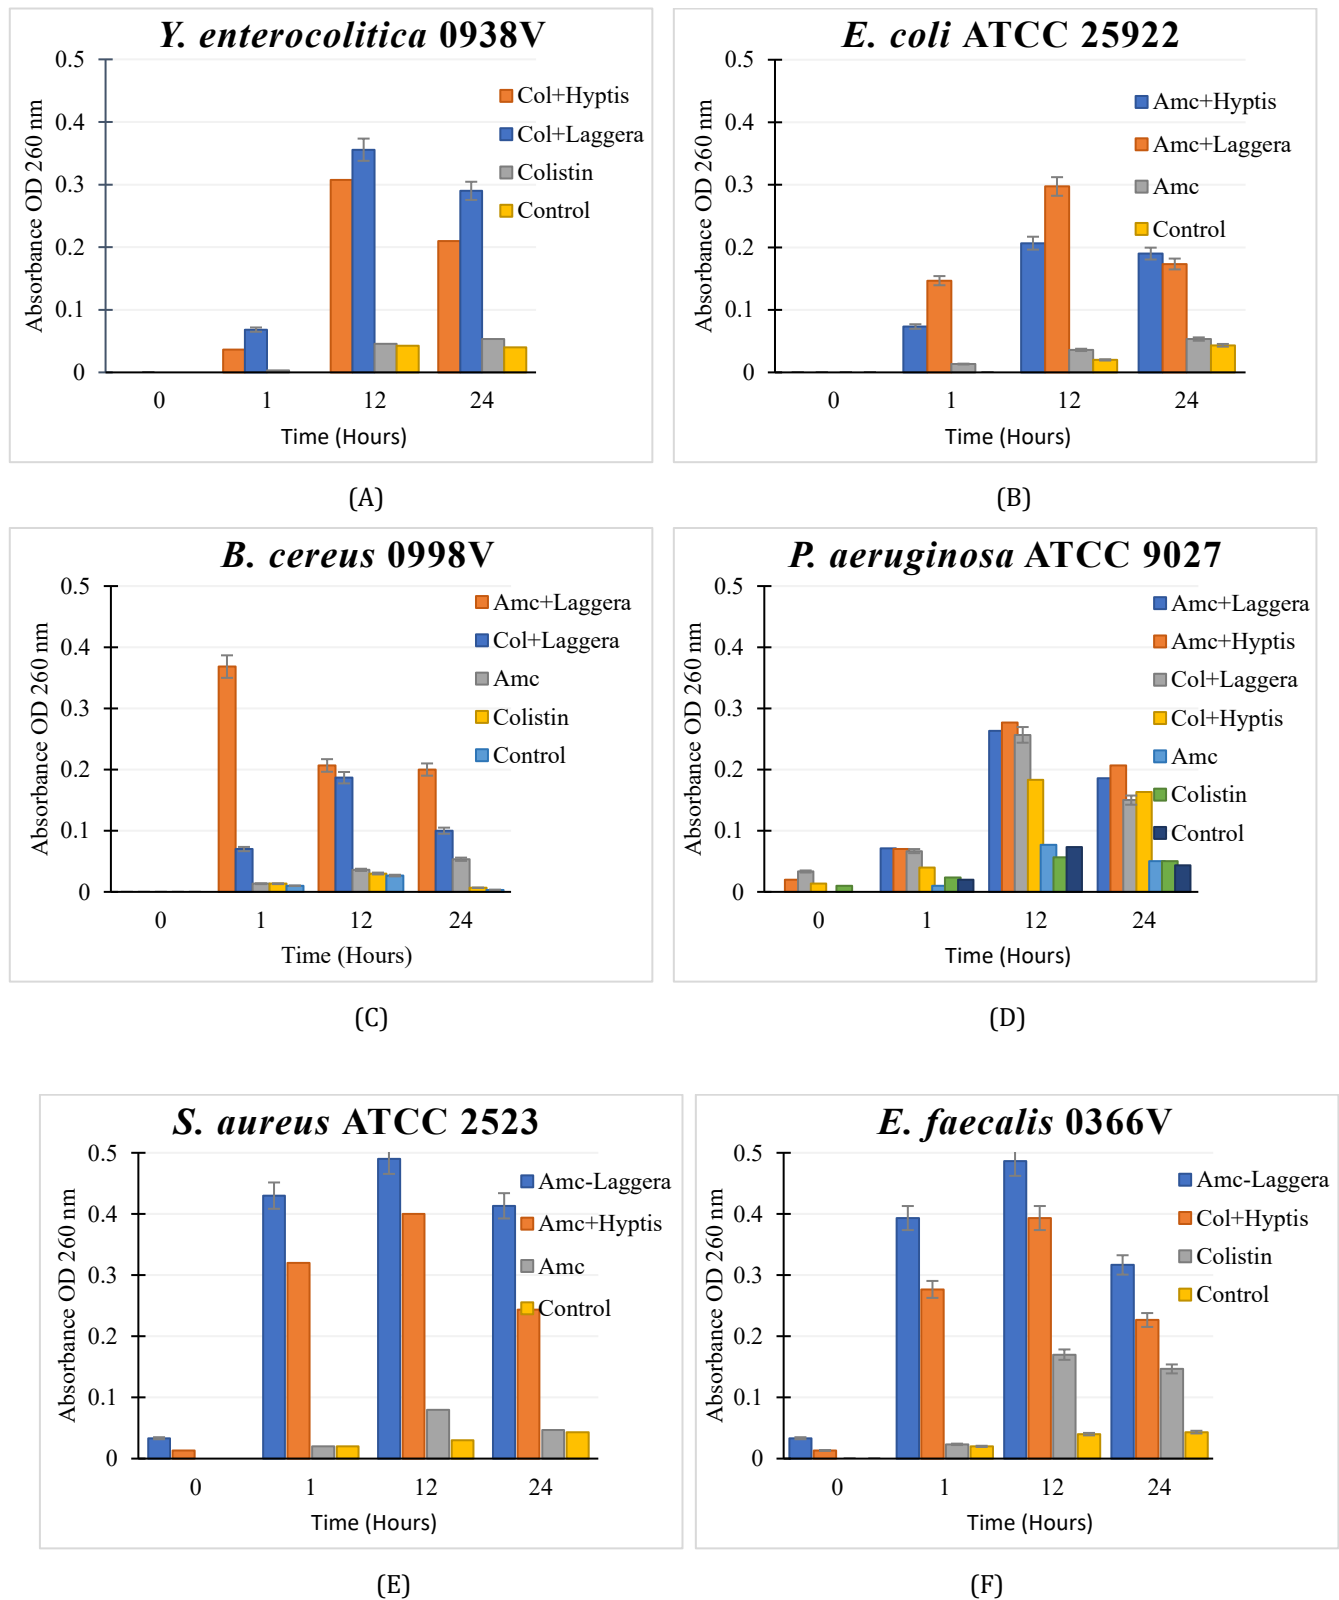 Y. enterocolitica 0938V
Absorbance OD 260 nm
0.5
0.4
0.3
0.2
0.1
0
Col+Hyptis
Col+Laggera
Colistin
Control
0 1 12 24
Time (Hours)
(A)
E. coli ATCC 25922
Absorbance OD 260 nm
0.5
0.4
0.3
0.2
0.1
0
Amc+Hyptis
Amc+Laggera
Amc
Control
0 1 12 24
Time (Hours)
(B)
B. cereus 0998V
Absorbance OD 260 nm
0.5
0.4
0.3
0.2
0.1
0
Amc+Laggera
Col+Laggera
Amc
Colistin
Control
0 1 12 24
Time (Hours)
(C)
P. aeruginosa ATCC 9027
Absorbance OD 260 nm
0.5
0.4
0.3
0.2
0.1
0
Amc+Laggera
Amc+Hyptis
Col+Laggera
Col+Hyptis
Amc
Colistin
Control
0 1 12 24
Time (Hours)
(D)
S. aureus ATCC 2523
Absorbance OD 260 nm
0.5
0.4
0.3
0.2
0.1
0
Amc-Laggera
Amc+Hyptis
Amc
Control
0 1 12 24
Time (Hours)
(E)
E. faecalis 0366V
Absorbance OD 260 nm
0.5
0.4
0.3
0.2
0.1
0
Amc-Laggera
Col+Hyptis
Colistin
Control
0 1 12 24
Time (Hours)
(F)